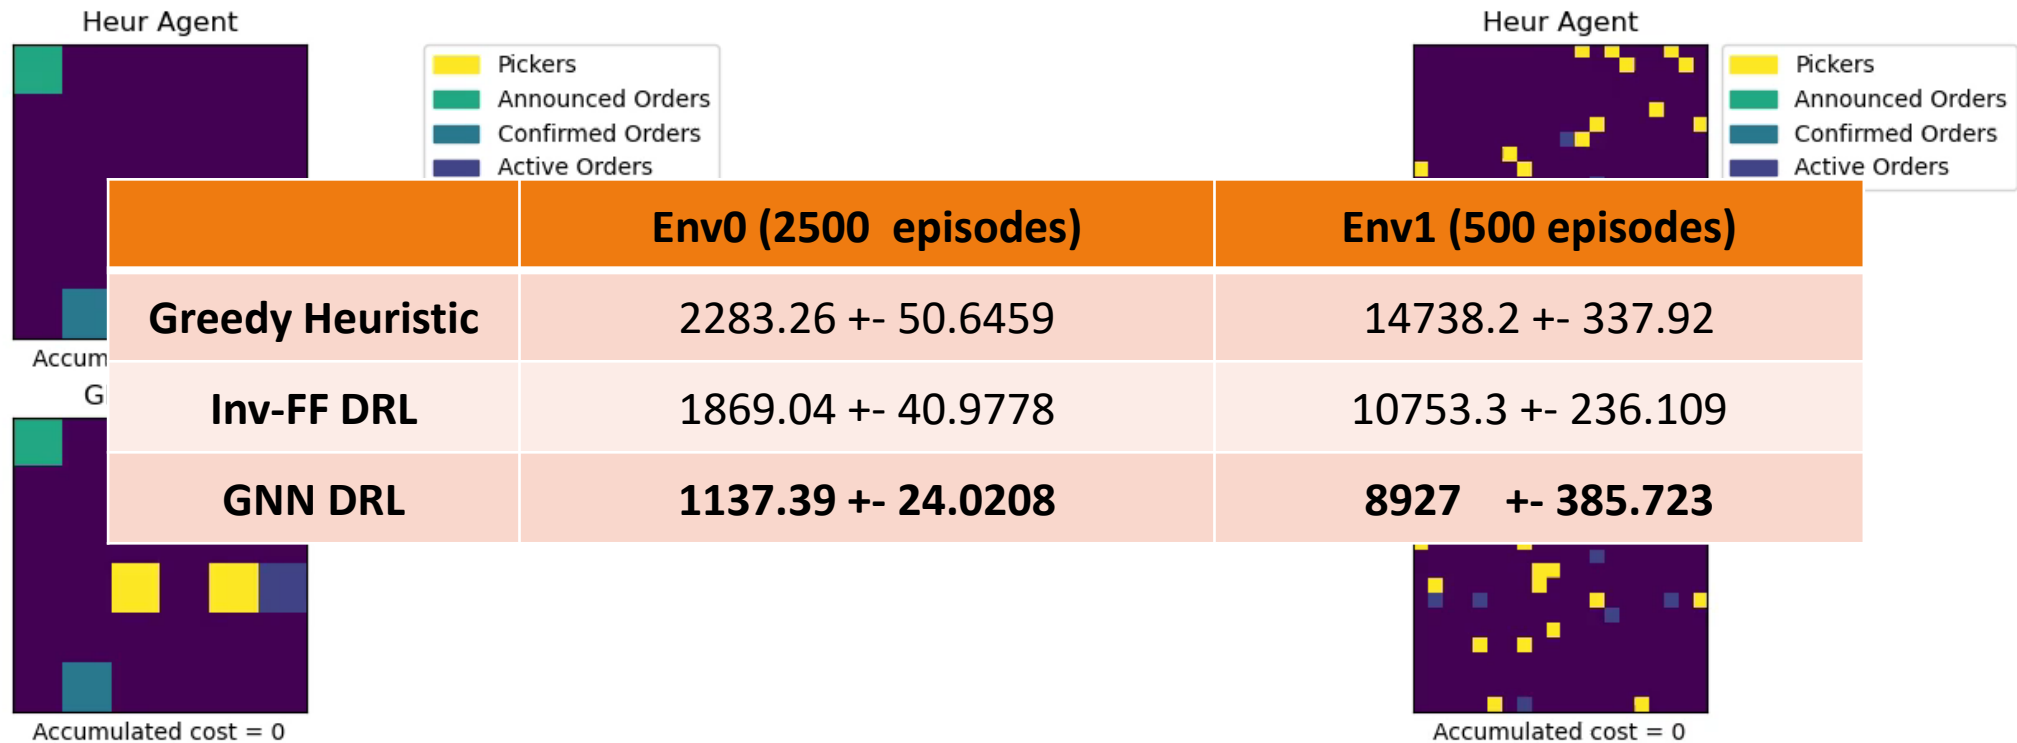 Heur Agent
Pickers
Announced Orders
Confirmed Orders
Active Orders
Heur Agent
Pickers
Announced Orders
Confirmed Orders
Active Orders
Env0 (2500  episodes) Env1 (500 episodes)
Greedy Heuristic 2283.26 +- 50.6459 14738.2 +- 337.92
Inv-FF DRL 1869.04 +- 40.9778 10753.3 +- 236.109
GNN DRL 1137.39 +- 24.0208 8927    +- 385.723
Accum
G
Accumulated cost = 0
Accumulated cost = 0